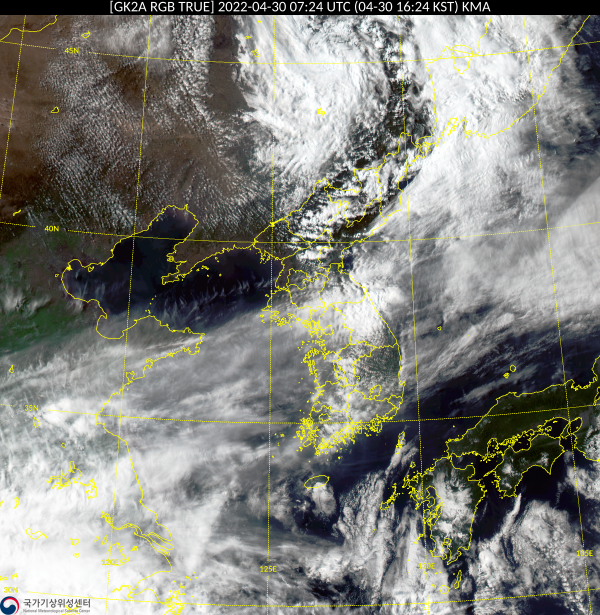 [GK2A RGB TRUE] 2022-04-30 07:24 UTC (04-30 16:24 KST) KMA
45N
40N
35N
125E
30N
국가기상위성센터
National Meteorological Satellite Center